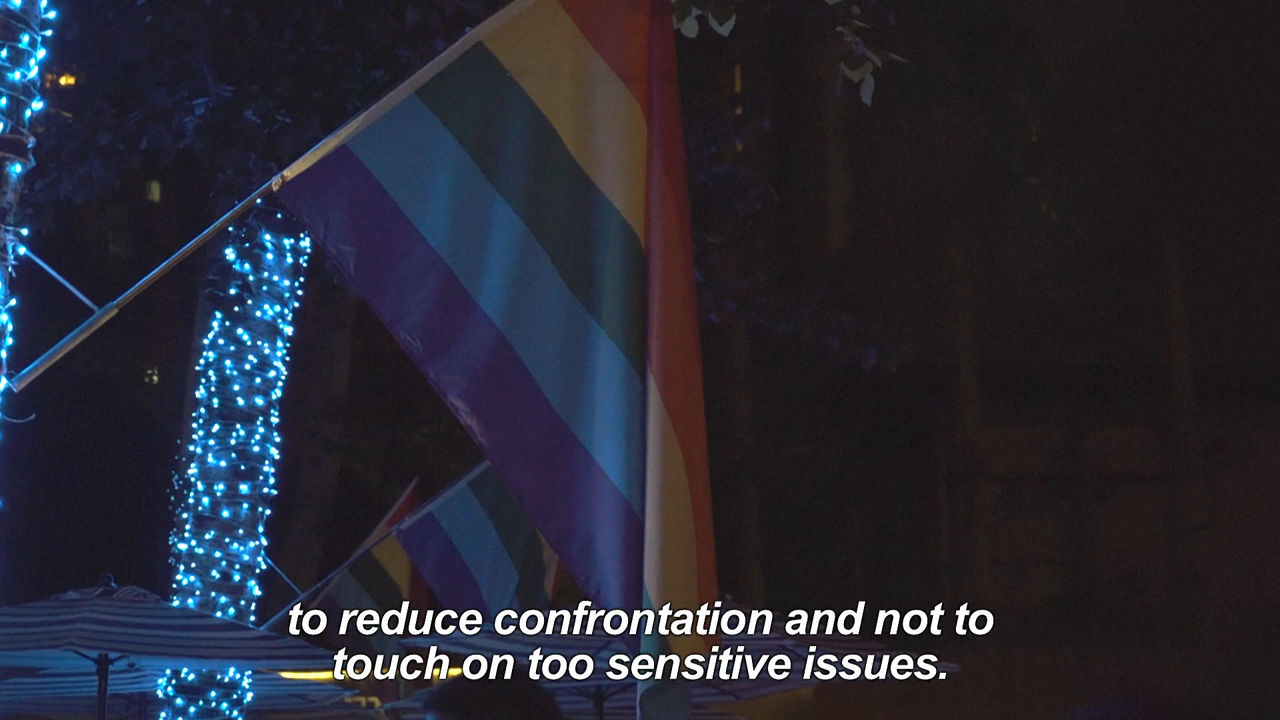 to reduce confrontation and not to
touch on too sensitive issues.